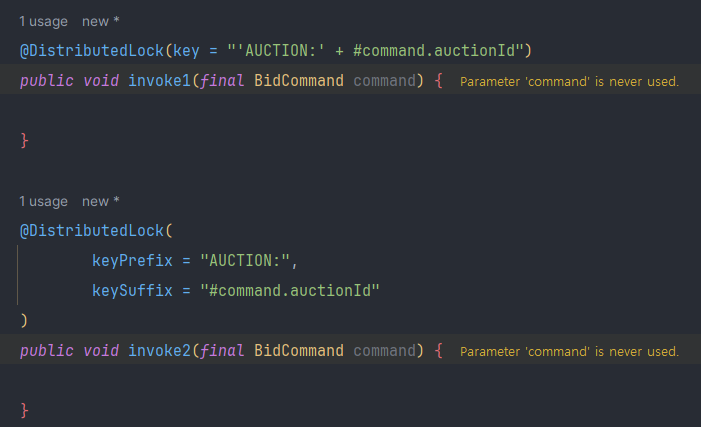 1 usage   new *
@DistributedLock(key = "'AUCTION:' + #command.auctionId")
public void invoke1(final BidCommand command) {  Parameter 'command' is never used.
}
1 usage   new *
@DistributedLock(
        keyPrefix = "AUCTION:",
        keySuffix = "#command.auctionId"
)
public void invoke2(final BidCommand command) {  Parameter 'command' is never used.
}